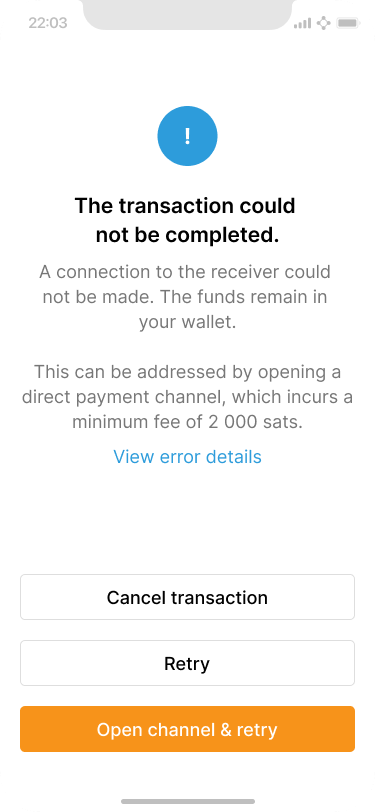 22:03
!
The transaction could
not be completed.
A connection to the receiver could
not be made. The funds remain in
your wallet.
This can be addressed by opening a
direct payment channel, which incurs a
minimum fee of 2 000 sats.
View error details
Cancel transaction
Retry
Open channel & retry